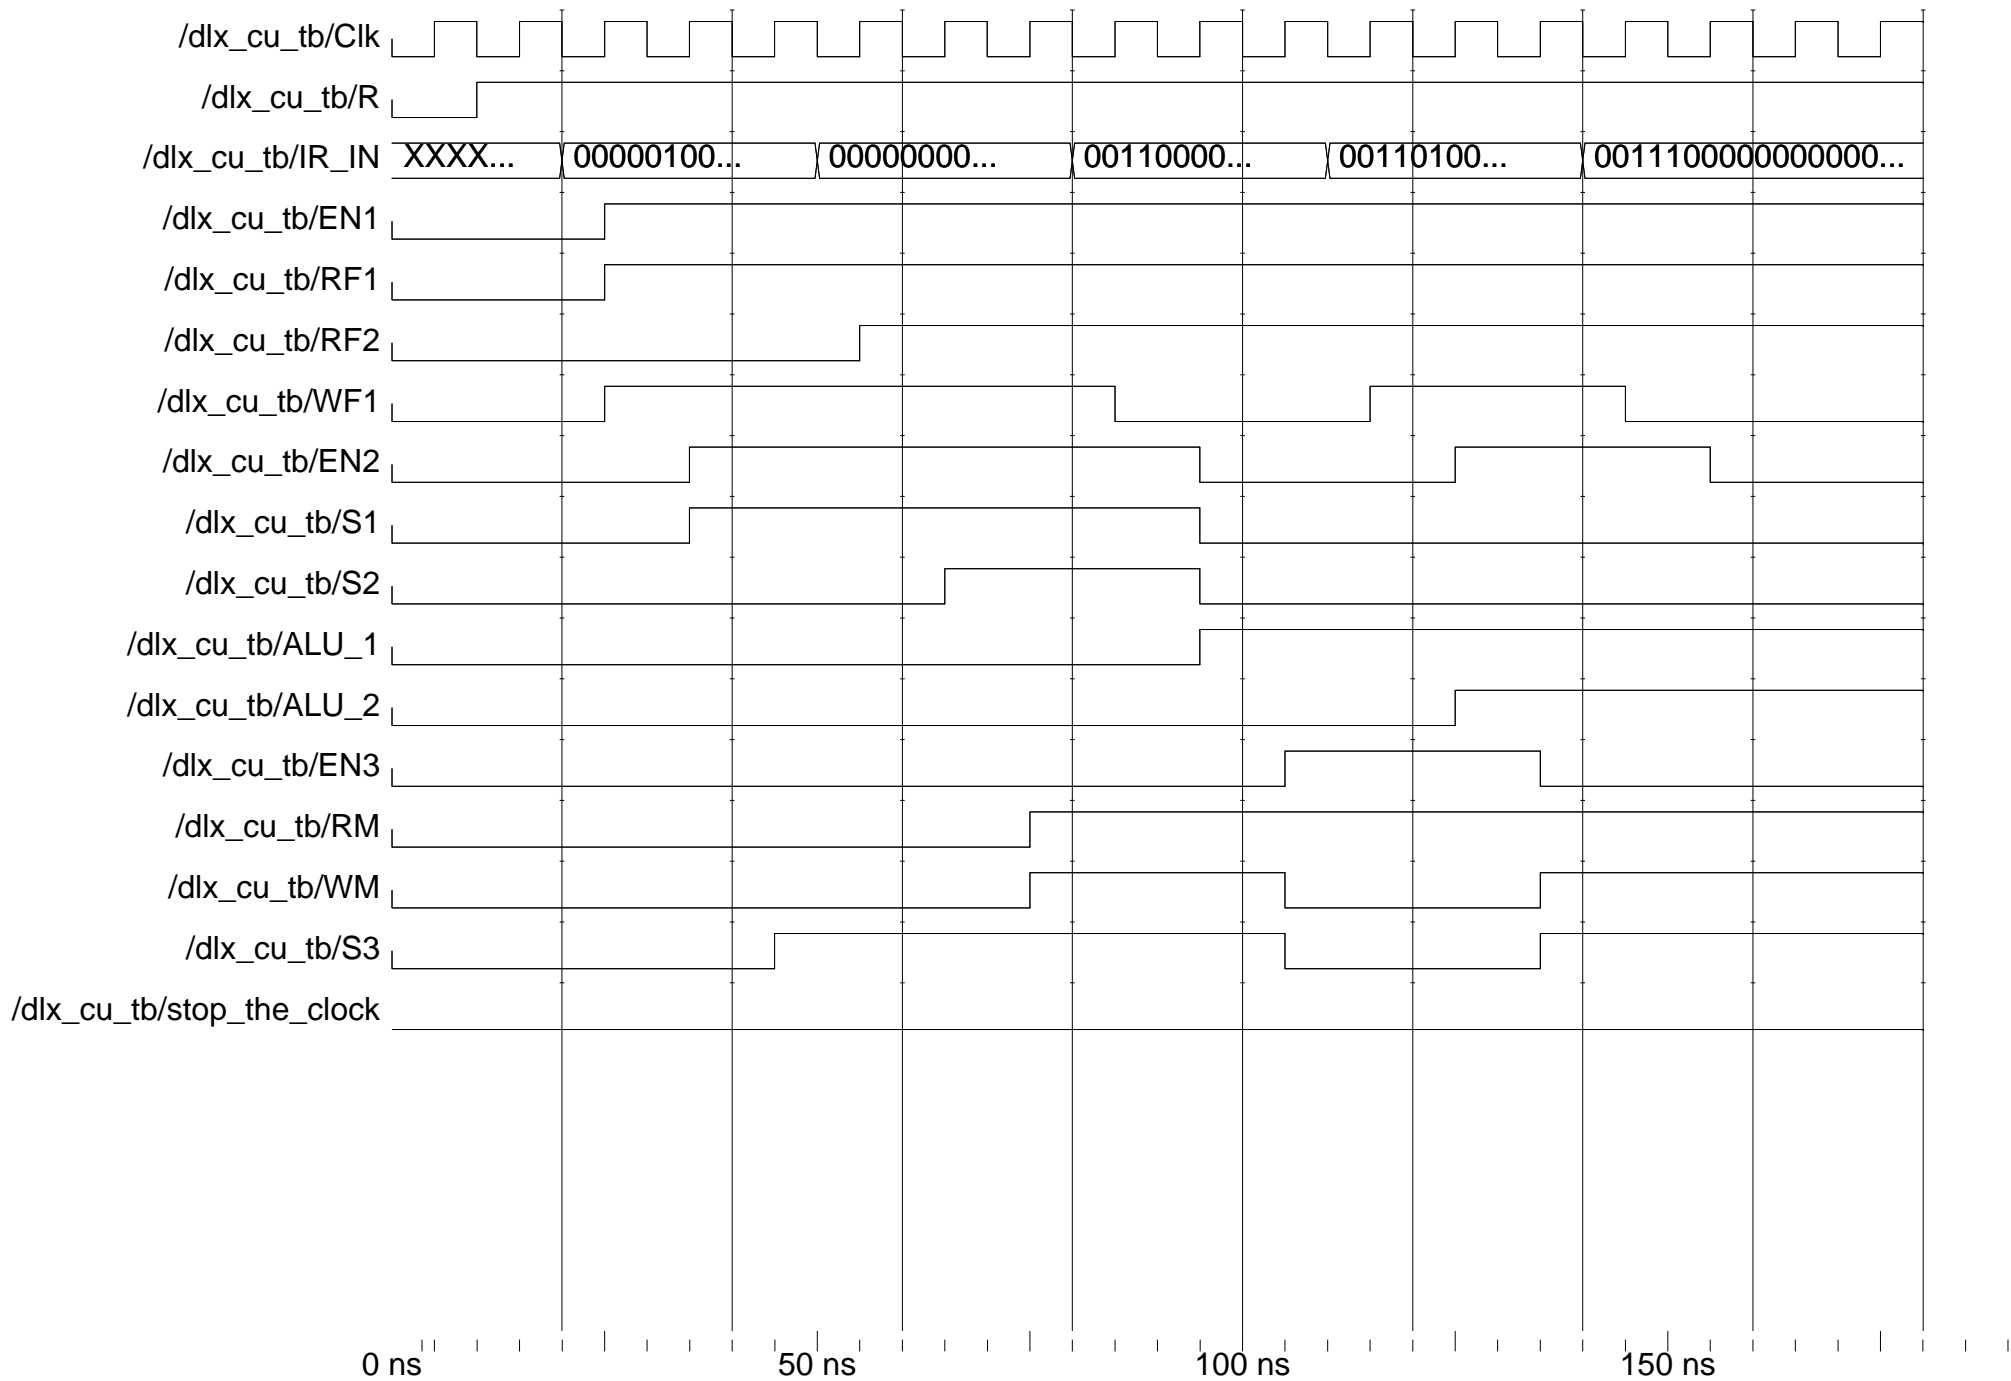 /dlx_cu_tb/Clk
/dlx_cu_tb/R
/dlx_cu_tb/IR_IN XXXX... 00000100... 00000000... 00110000... 00110100... 0011100000000000...
/dlx_cu_tb/EN1
/dlx_cu_tb/RF1
/dlx_cu_tb/RF2
/dlx_cu_tb/WF1
/dlx_cu_tb/EN2
/dlx_cu_tb/S1
/dlx_cu_tb/S2
/dlx_cu_tb/ALU_1
/dlx_cu_tb/ALU_2
/dlx_cu_tb/EN3
/dlx_cu_tb/RM
/dlx_cu_tb/WM
/dlx_cu_tb/S3
/dlx_cu_tb/stop_the_clock
0 ns 50 ns 100 ns 150 ns